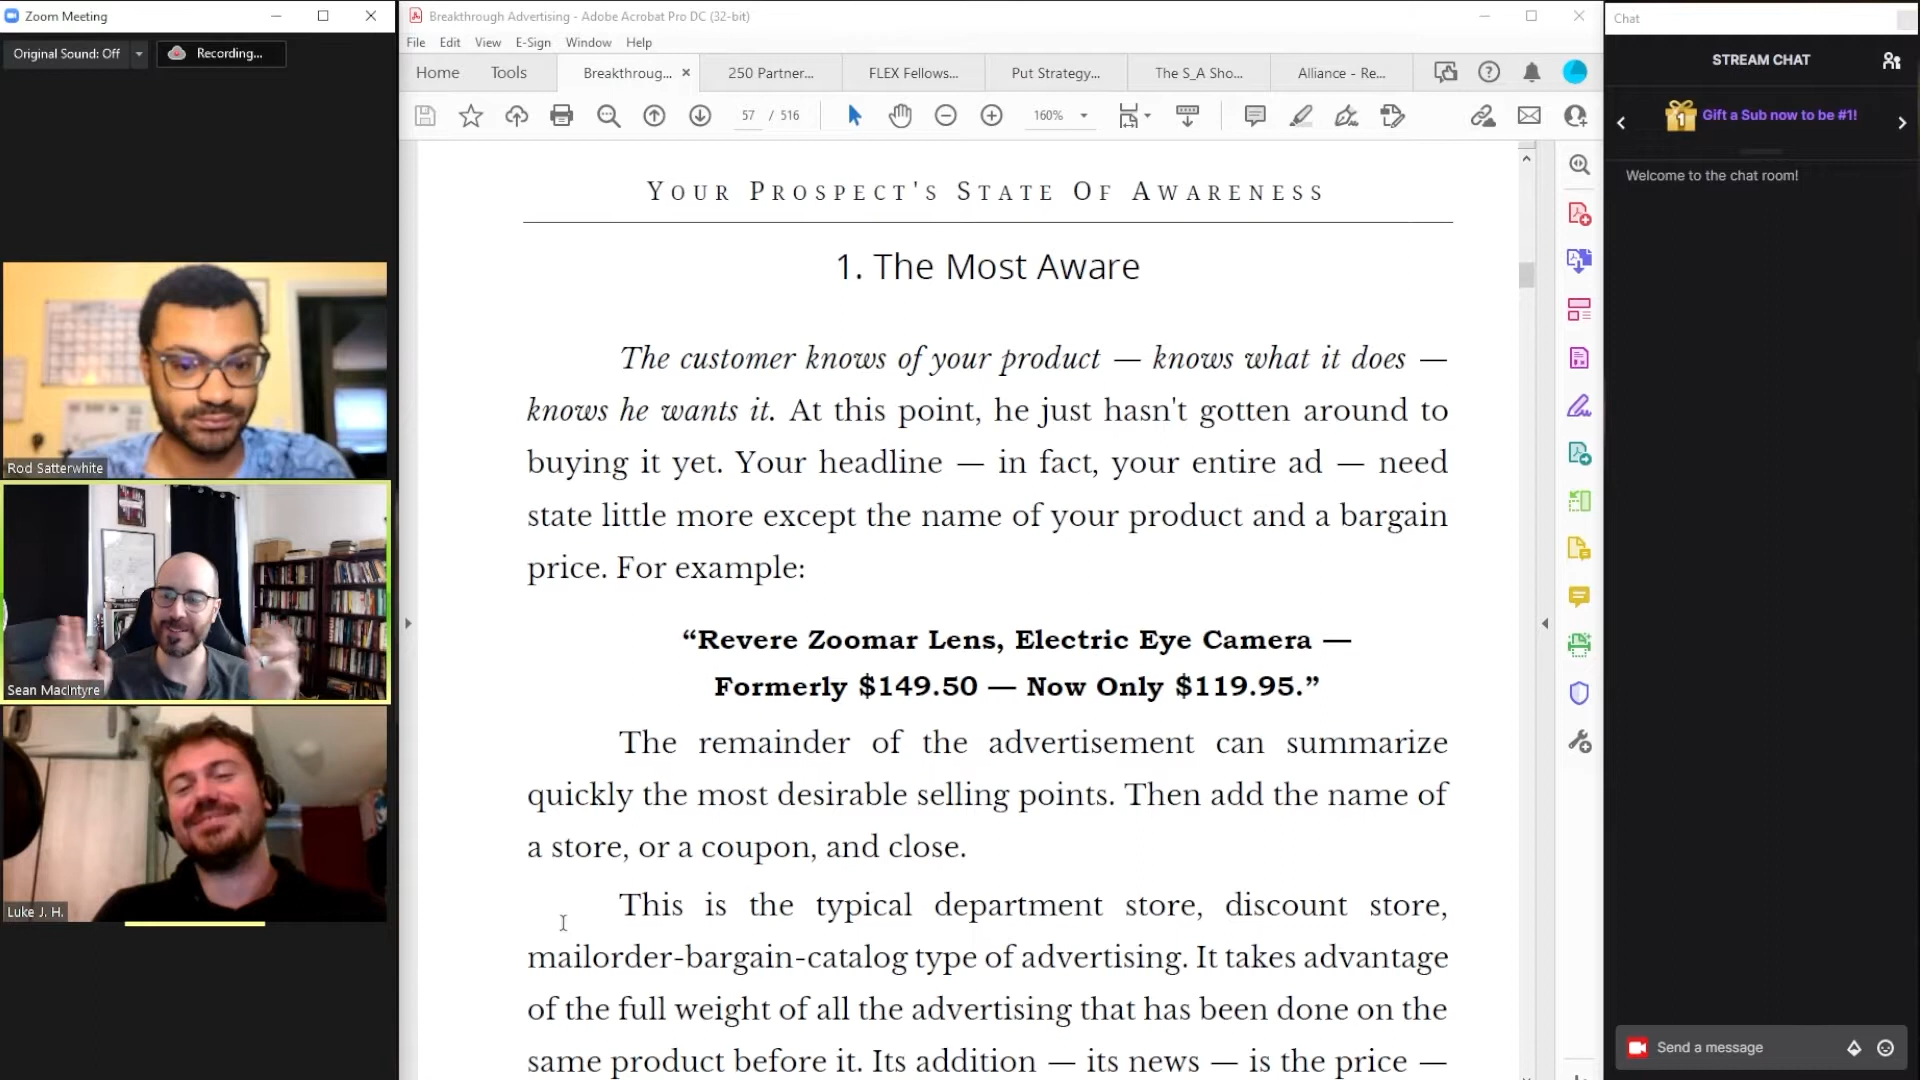 Zoom Meeting
Original Sound: Off
Recording...
Rod Satterwhite
Sean MacIntyre
Luke J. H.
Breakthrough Advertising - Adobe Acrobat Pro DC (32-bit)
File Edit View E-Sign Window Help
Home Tools Breakthroug... × 250 Partner... FLEX Fellows... Put Strategy... The S_A Sho... Alliance - Re...
57 / 516 160%
Your Prospect's State Of Awareness
1. The Most Aware
The customer knows of your product — knows what it does —
knows he wants it. At this point, he just hasn't gotten around to
buying it yet. Your headline — in fact, your entire ad — need
state little more except the name of your product and a bargain
price. For example:
“Revere Zoomar Lens, Electric Eye Camera —
Formerly $149.50 — Now Only $119.95.”
The remainder of the advertisement can summarize
quickly the most desirable selling points. Then add the name of
a store, or a coupon, and close.
This is the typical department store, discount store,
mailorder-bargain-catalog type of advertising. It takes advantage
of the full weight of all the advertising that has been done on the
same product before it. Its addition — its news — is the price —
Chat
STREAM CHAT
1
Gift a Sub now to be #1!
Welcome to the chat room!
Send a message